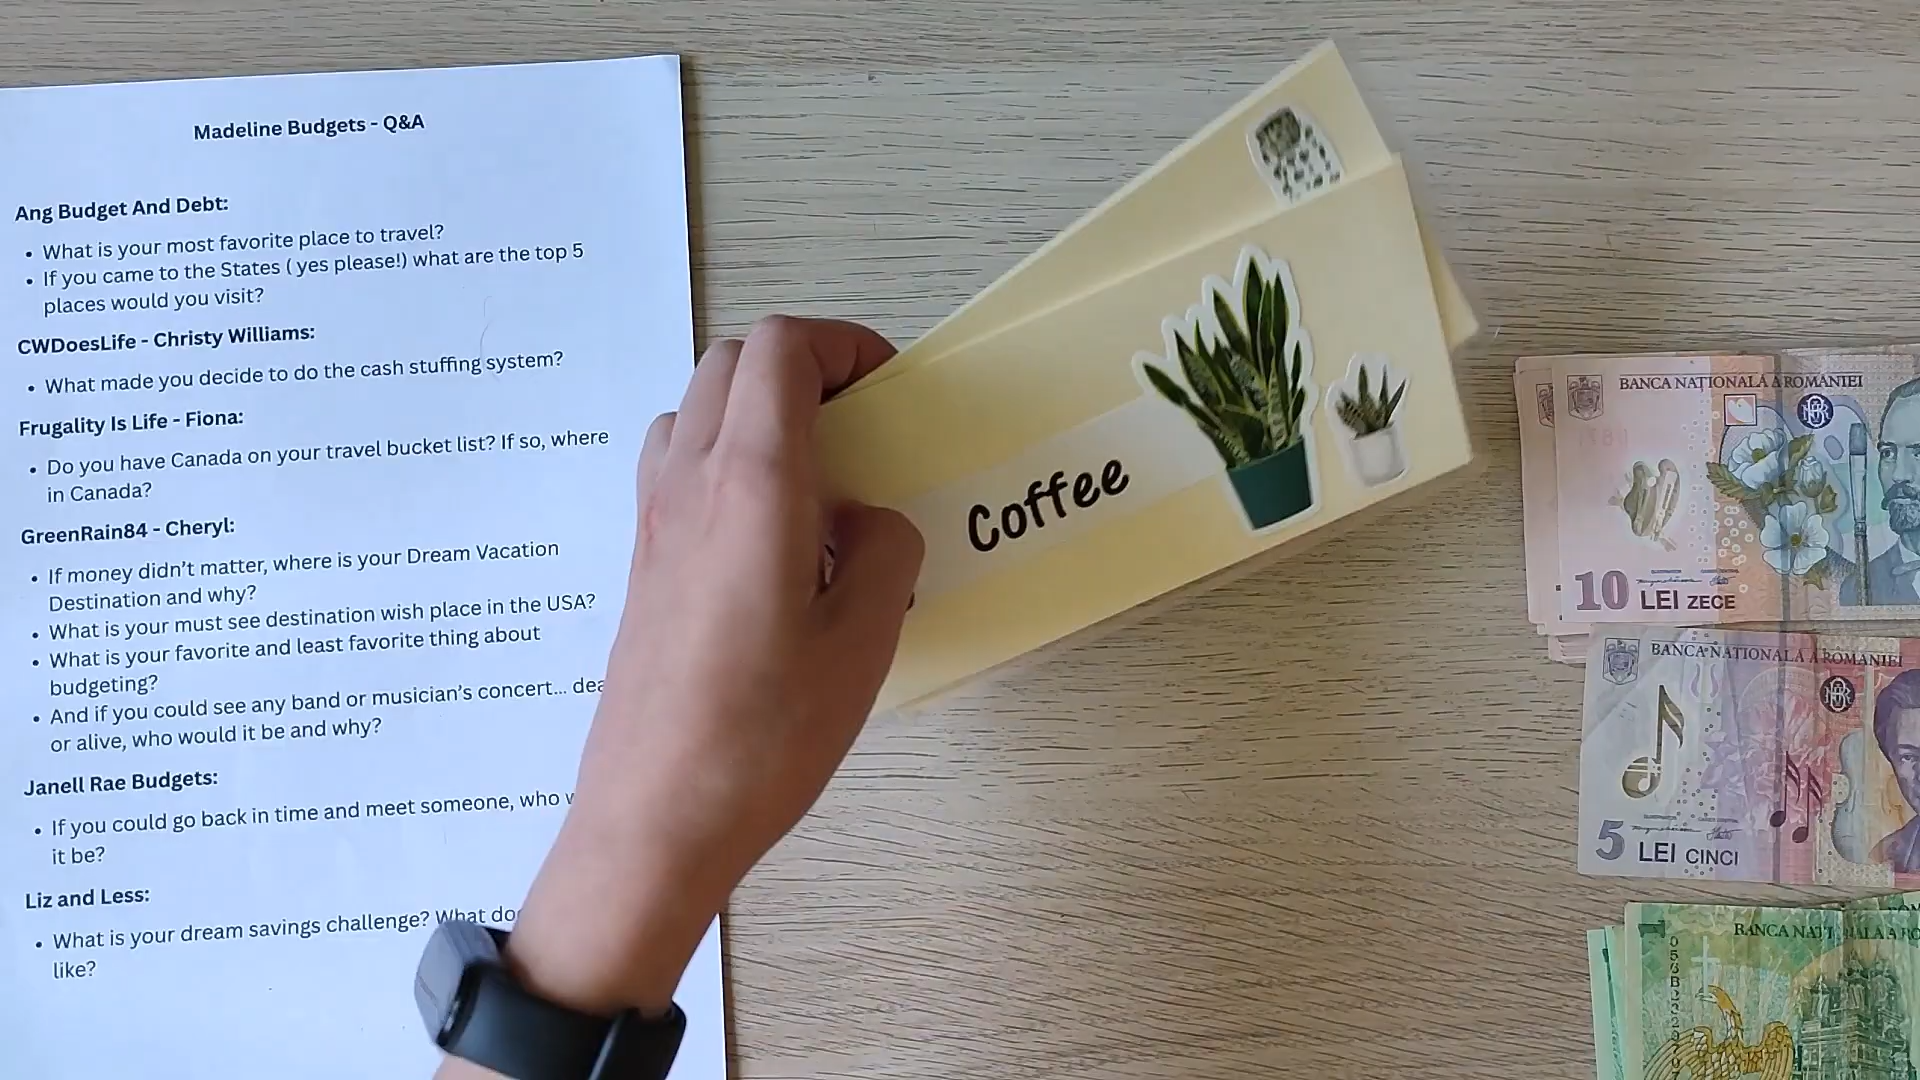 Madeline Budgets - Q&A
Ang Budget And Debt:
• What is your most favorite place to travel?
• If you came to the States ( yes please!) what are the top 5
places would you visit?
CWDoesLife - Christy Williams:
• What made you decide to do the cash stuffing system?
Frugality Is Life - Fiona:
• Do you have Canada on your travel bucket list? If so, where
in Canada?
GreenRain84 - Cheryl:
• If money didn't matter, where is your Dream Vacation
Destination and why?
• What is your must see destination wish place in the USA?
• What is your favorite and least favorite thing about
budgeting?
• And if you could see any band or musician's concert...
or alive, who would it be and why?
Janell Rae Budgets:
• If you could go back in time and meet someone, who
it be?
Liz and Less:
• What is your dream savings challenge? What
like?
Coffee
BANCA NAȚIONALĂ A ROMÂNIEI
10 LEI ZECE
BANCA NAȚIONALĂ A ROMÂNIEI
5 LEI CINCI
1
BANCA